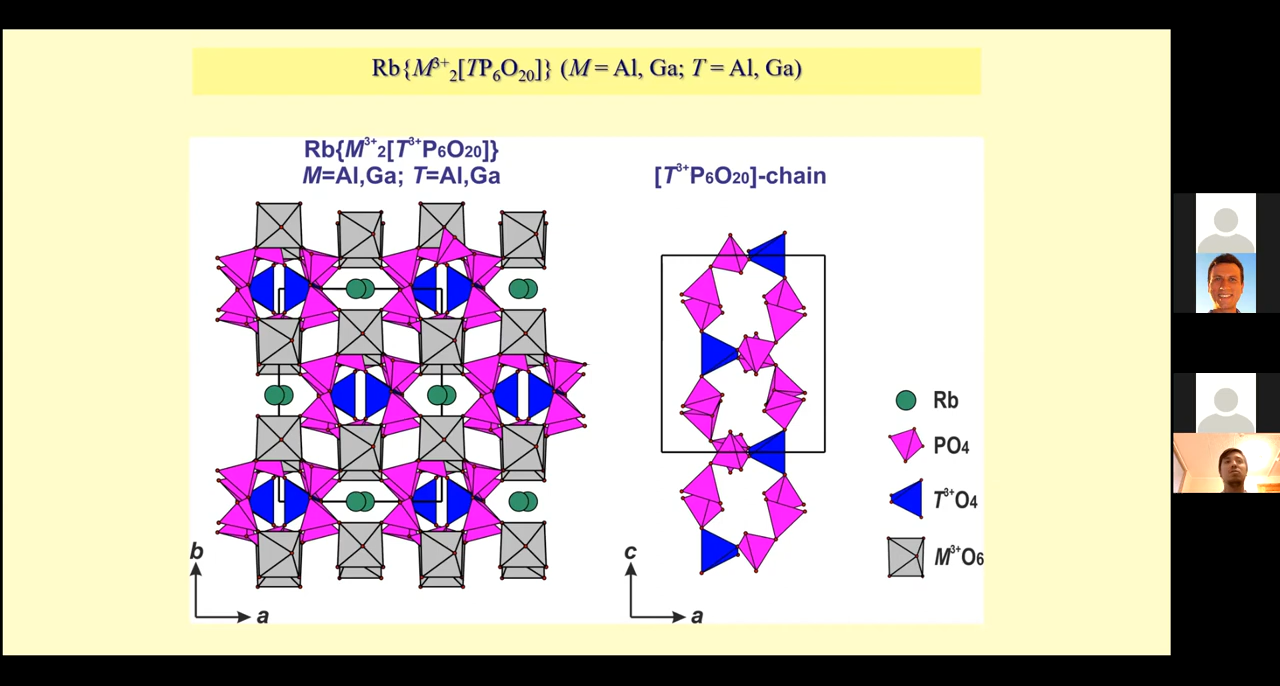 Rb{M³⁺₂[TP₆O₂₀]} (M = Al, Ga; T = Al, Ga)
Rb{M³⁺₂[T³⁺P₆O₂₀]}
M=Al,Ga; T=Al,Ga
[T³⁺P₆O₂₀]-chain
Rb
PO₄
T³⁺O₄
M³⁺O₆
b
a
c
a